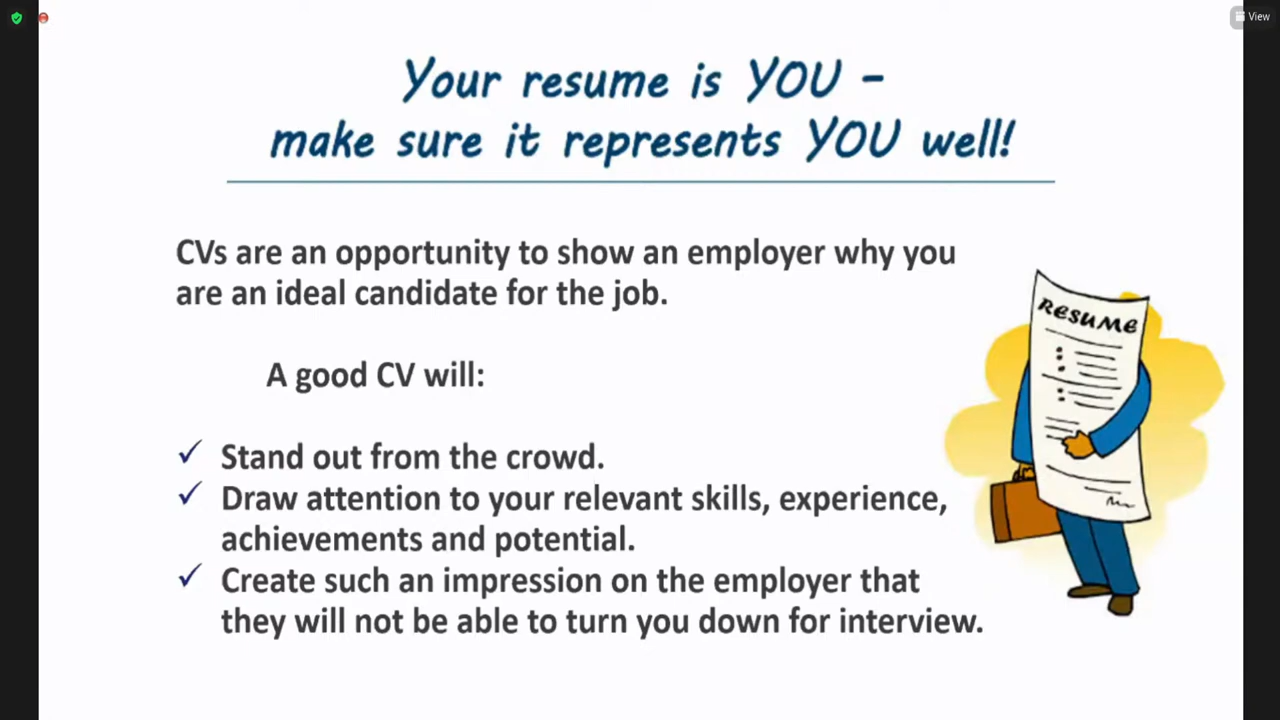 View
Your resume is YOU –
make sure it represents YOU well!
CVs are an opportunity to show an employer why you
are an ideal candidate for the job.
A good CV will:
✓ Stand out from the crowd.
✓ Draw attention to your relevant skills, experience,
achievements and potential.
✓ Create such an impression on the employer that
they will not be able to turn you down for interview.
RESUME